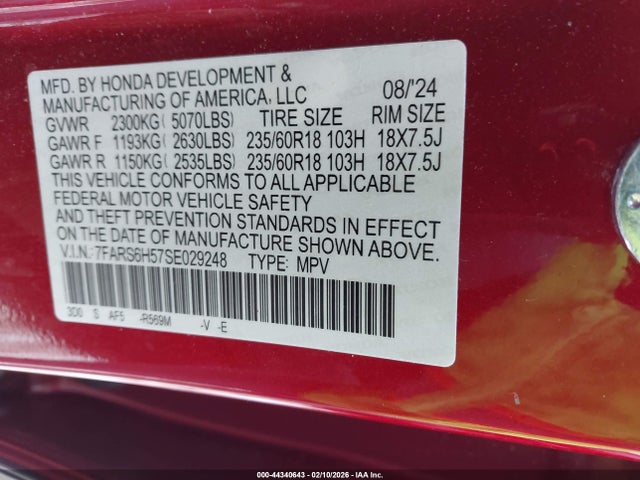 MFD. BY HONDA DEVELOPMENT &
MANUFACTURING OF AMERICA, LLC 08/'24
GVWR 2300KG ( 5070LBS) TIRE SIZE RIM SIZE
GAWR F 1193KG ( 2630LBS) 235/60R18 103H 18X7.5J
GAWR R 1150KG ( 2535LBS) 235/60R18 103H 18X7.5J
THIS VEHICLE CONFORMS TO ALL APPLICABLE
FEDERAL MOTOR VEHICLE SAFETY
AND THEFT PREVENTION STANDARDS IN EFFECT
ON THE DATE OF MANUFACTURE SHOWN ABOVE.
V.I.N.:7FARS6H57SE029248 TYPE: MPV
3D0 S AF5 -R569M -V -E
000-44340643 - 02/10/2026 - IAA Inc.